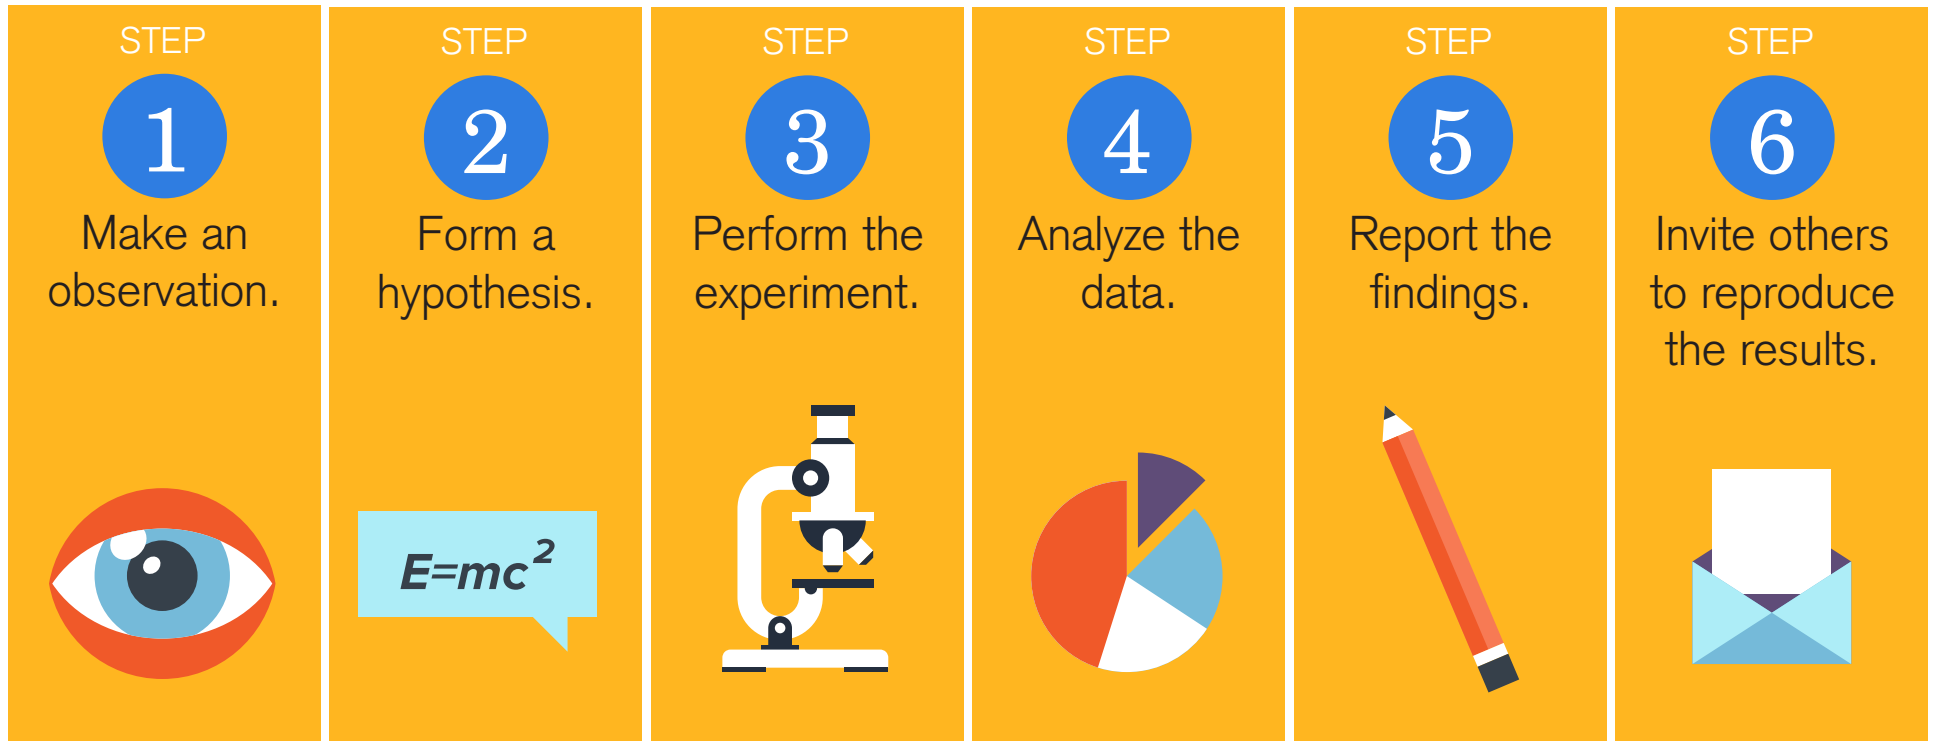 STEP
1
Make an
observation.
E=mc²
STEP
2
Form a
hypothesis.
STEP
3
Perform the
experiment.
STEP
4
Analyze the
data.
STEP
5
Report the
findings.
STEP
6
Invite others
to reproduce
the results.